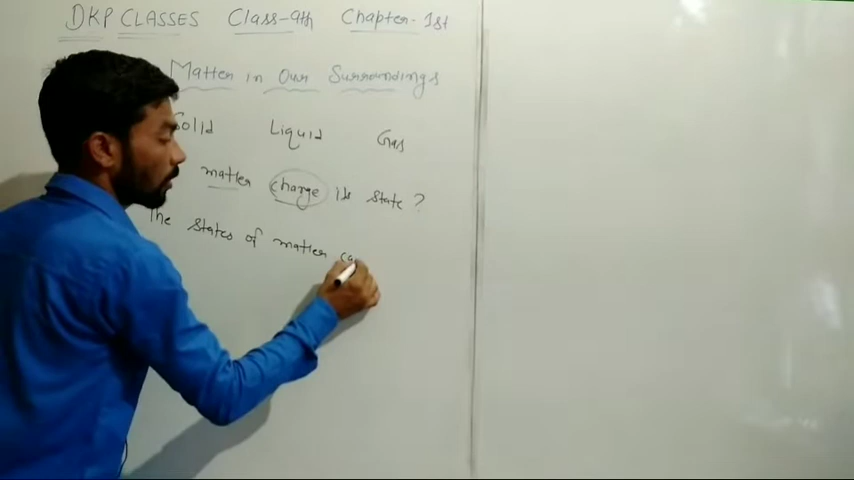 DKP CLASSES Class-9th Chapter-1st
Matter in Our Surroundings
Solid Liquid Gas
matter change its state ?
The states of matter ca